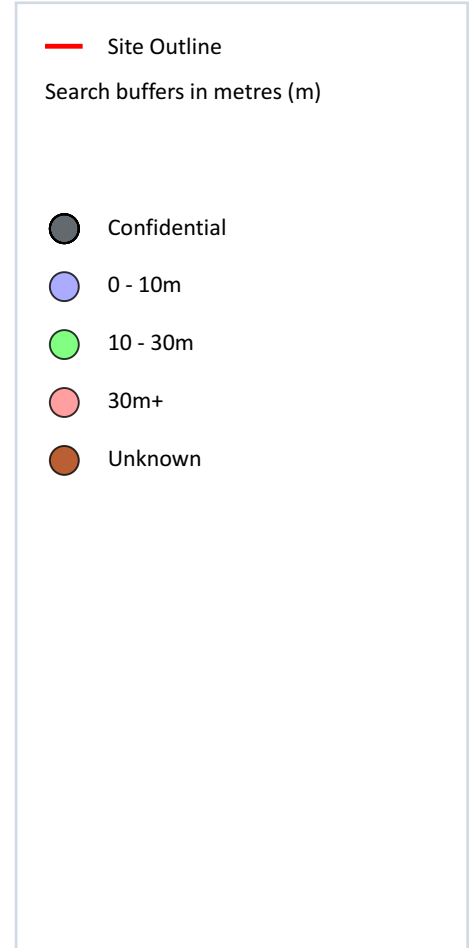 Site Outline
Search buffers in metres (m)
Confidential
0 - 10m
10 - 30m
30m+
Unknown